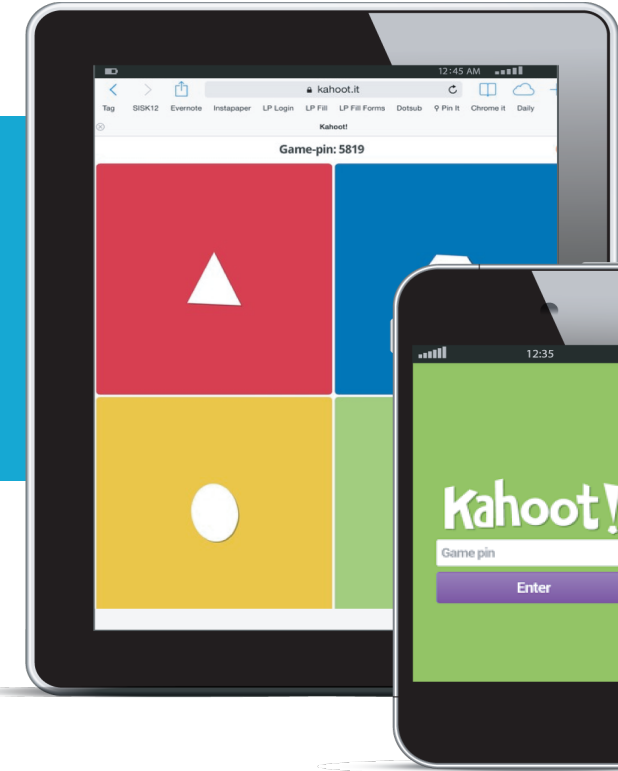 12:45 AM
kahoot.it
Tag SISK12 Evernote Instapaper LP Login LP Fill LP Fill Forms Dotsub Pin It Chrome it Daily
Kahoot!
Game-pin: 5819
12:35
Kahoot!
Game pin
Enter